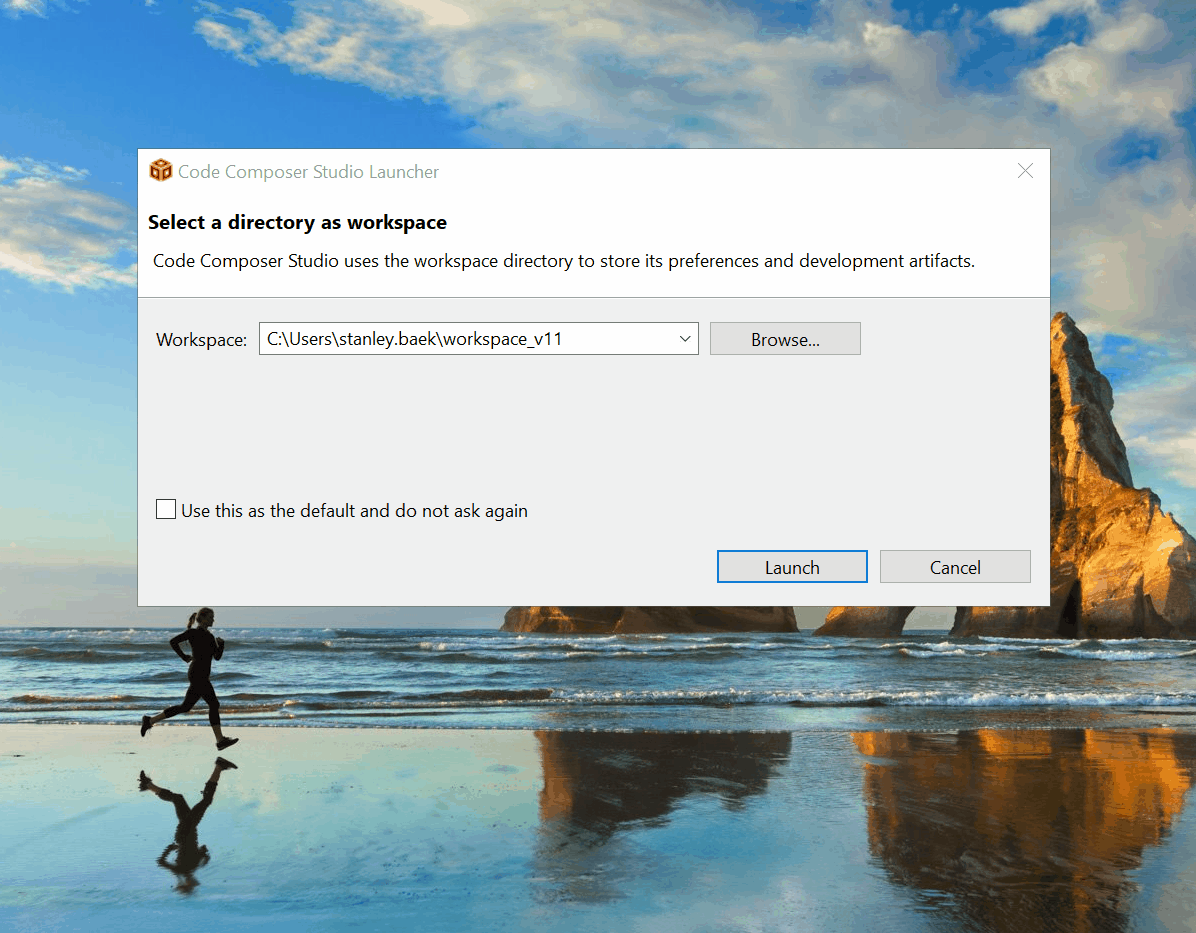 Code Composer Studio Launcher
Select a directory as workspace
Code Composer Studio uses the workspace directory to store its preferences and development artifacts.
Workspace: C:\Users\stanley.baek\workspace_v11 Browse...
Use this as the default and do not ask again
Launch Cancel